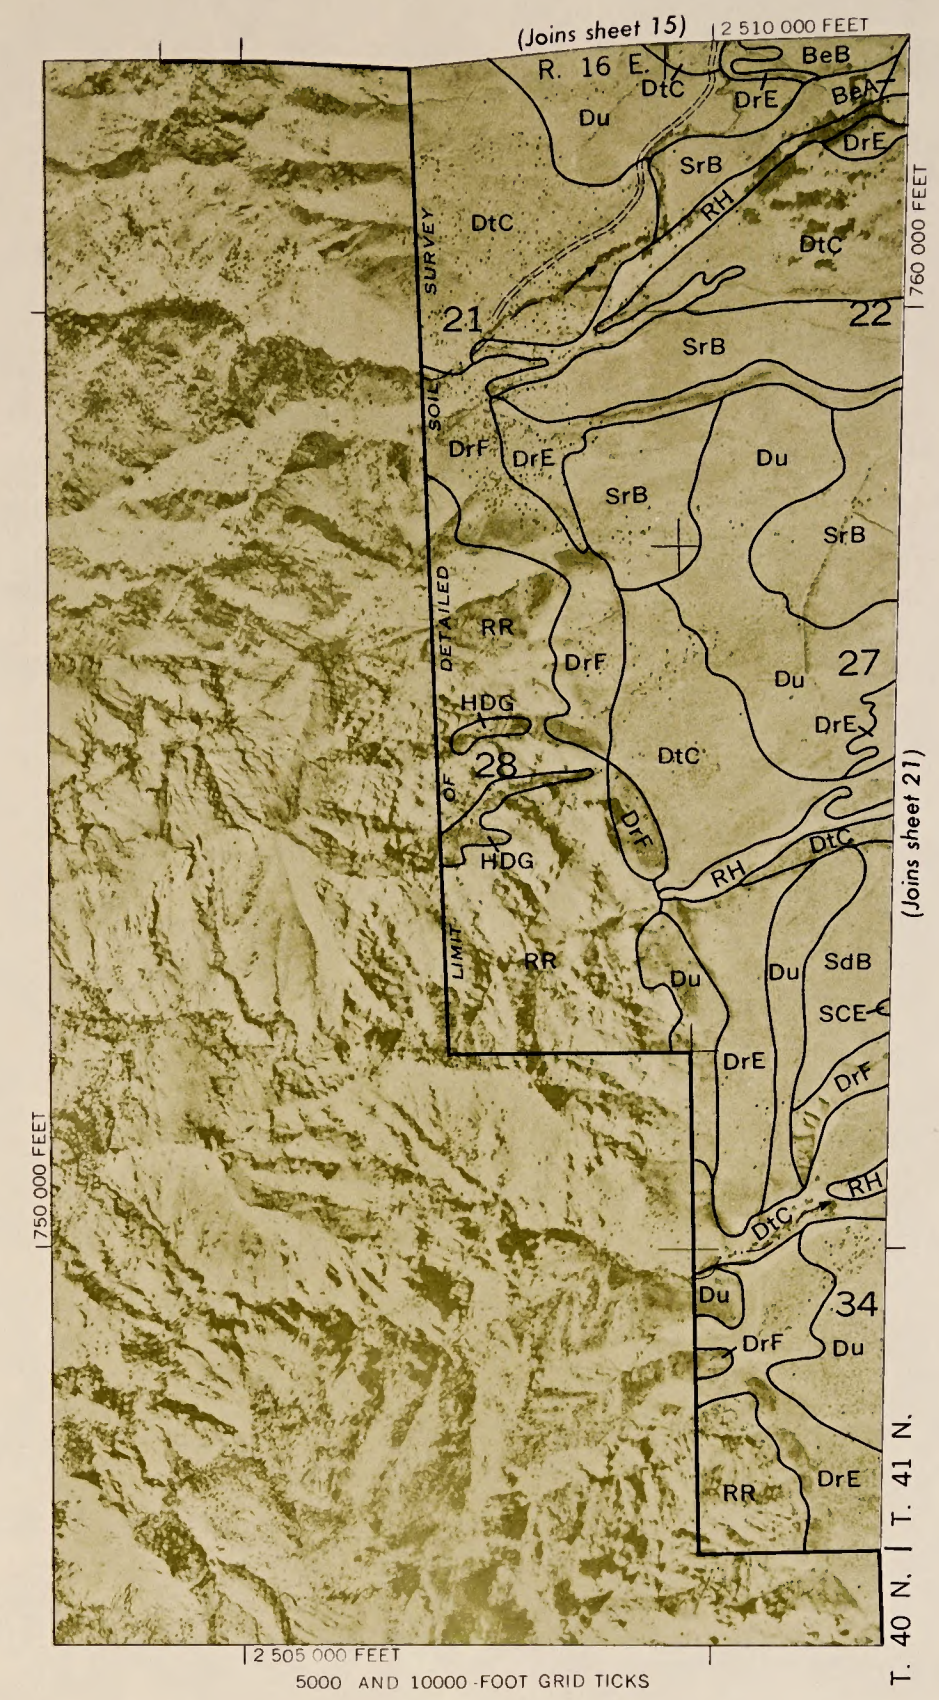 (Joins sheet 15)
2 510 000 FEET
R. 16 E.
BeB
DtC
DrE
BeA
Du
DrE
SrB
RH
DtC
DtC
760 000 FEET
21
22
SrB
DrF
DrE
Du
SrB
SrB
RR
DrF
27
Du
HDG
DrE
28
DtC
DrF
DtC
HDG
RH
(Joins sheet 21)
RR
Du
Du
SdB
SCE
DrE
DrF
RH
DtC
750 000 FEET
Du
34
DrF
Du
DrE
RR
LIMIT OF DETAILED SOIL SURVEY
T. 40 N. | T. 41 N.
2 505 000 FEET
5000 AND 10000-FOOT GRID TICKS